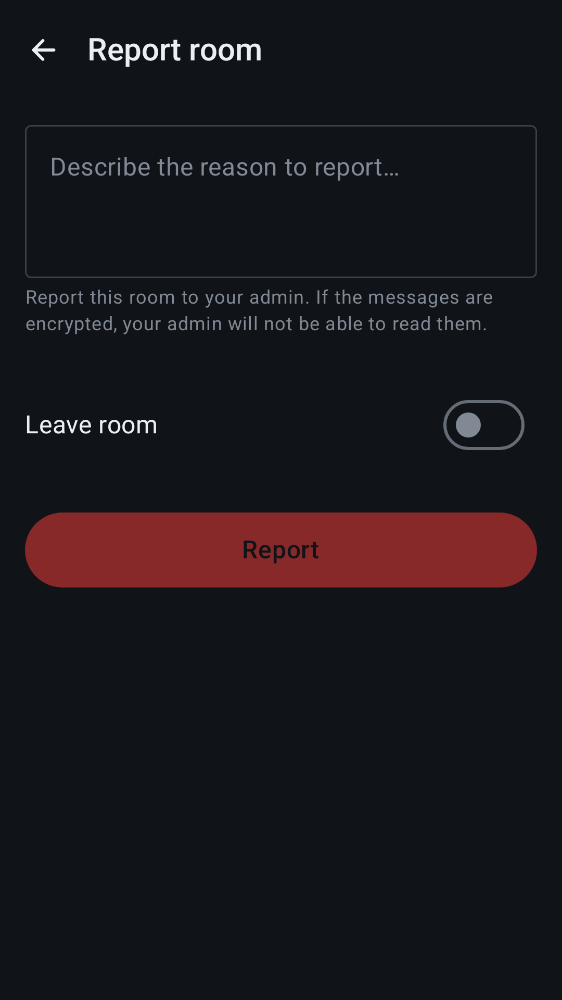 Report room
Describe the reason to report…
Report this room to your admin. If the messages are
encrypted, your admin will not be able to read them.
Leave room
Report